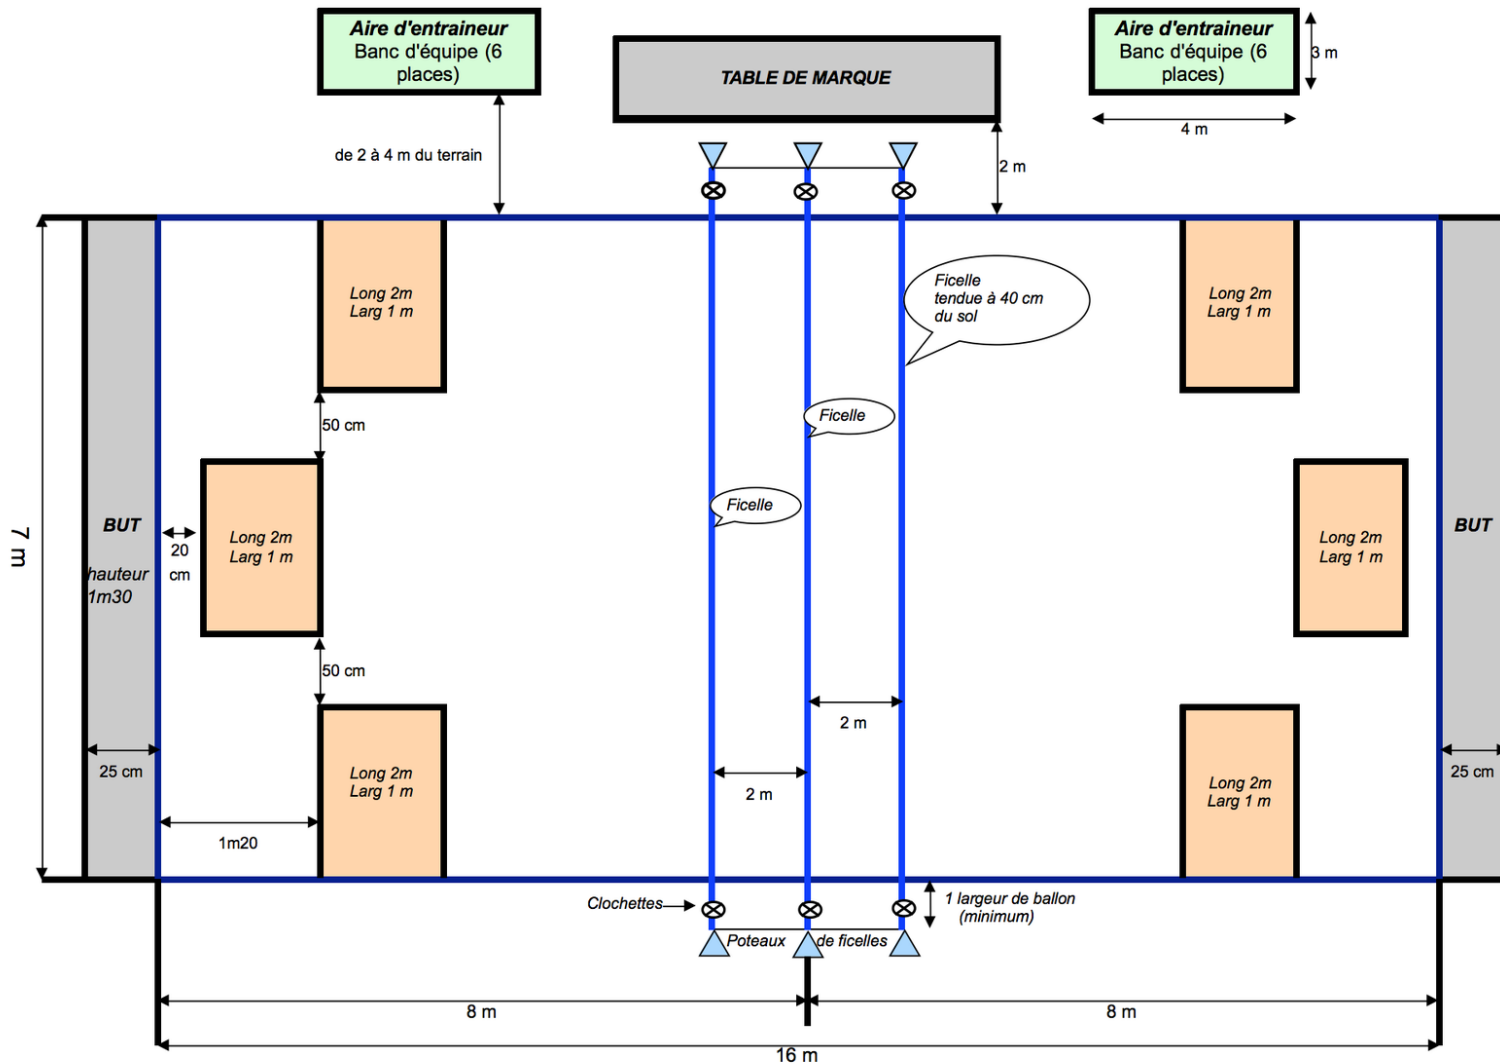 Aire d'entraineur
Banc d'équipe (6
places)
TABLE DE MARQUE
Aire d'entraineur
Banc d'équipe (6
places)
3 m
4 m
de 2 à 4 m du terrain
2 m
Long 2m
Larg 1 m
Ficelle
tendue à 40 cm
du sol
Long 2m
Larg 1 m
50 cm
Ficelle
Ficelle
7 m
BUT
hauteur
1m30
20
cm
Long 2m
Larg 1 m
Long 2m
Larg 1 m
BUT
50 cm
2 m
25 cm
Long 2m
Larg 1 m
2 m
Long 2m
Larg 1 m
25 cm
1m20
Clochettes
1 largeur de ballon
(minimum)
Poteaux de ficelles
8 m
8 m
16 m